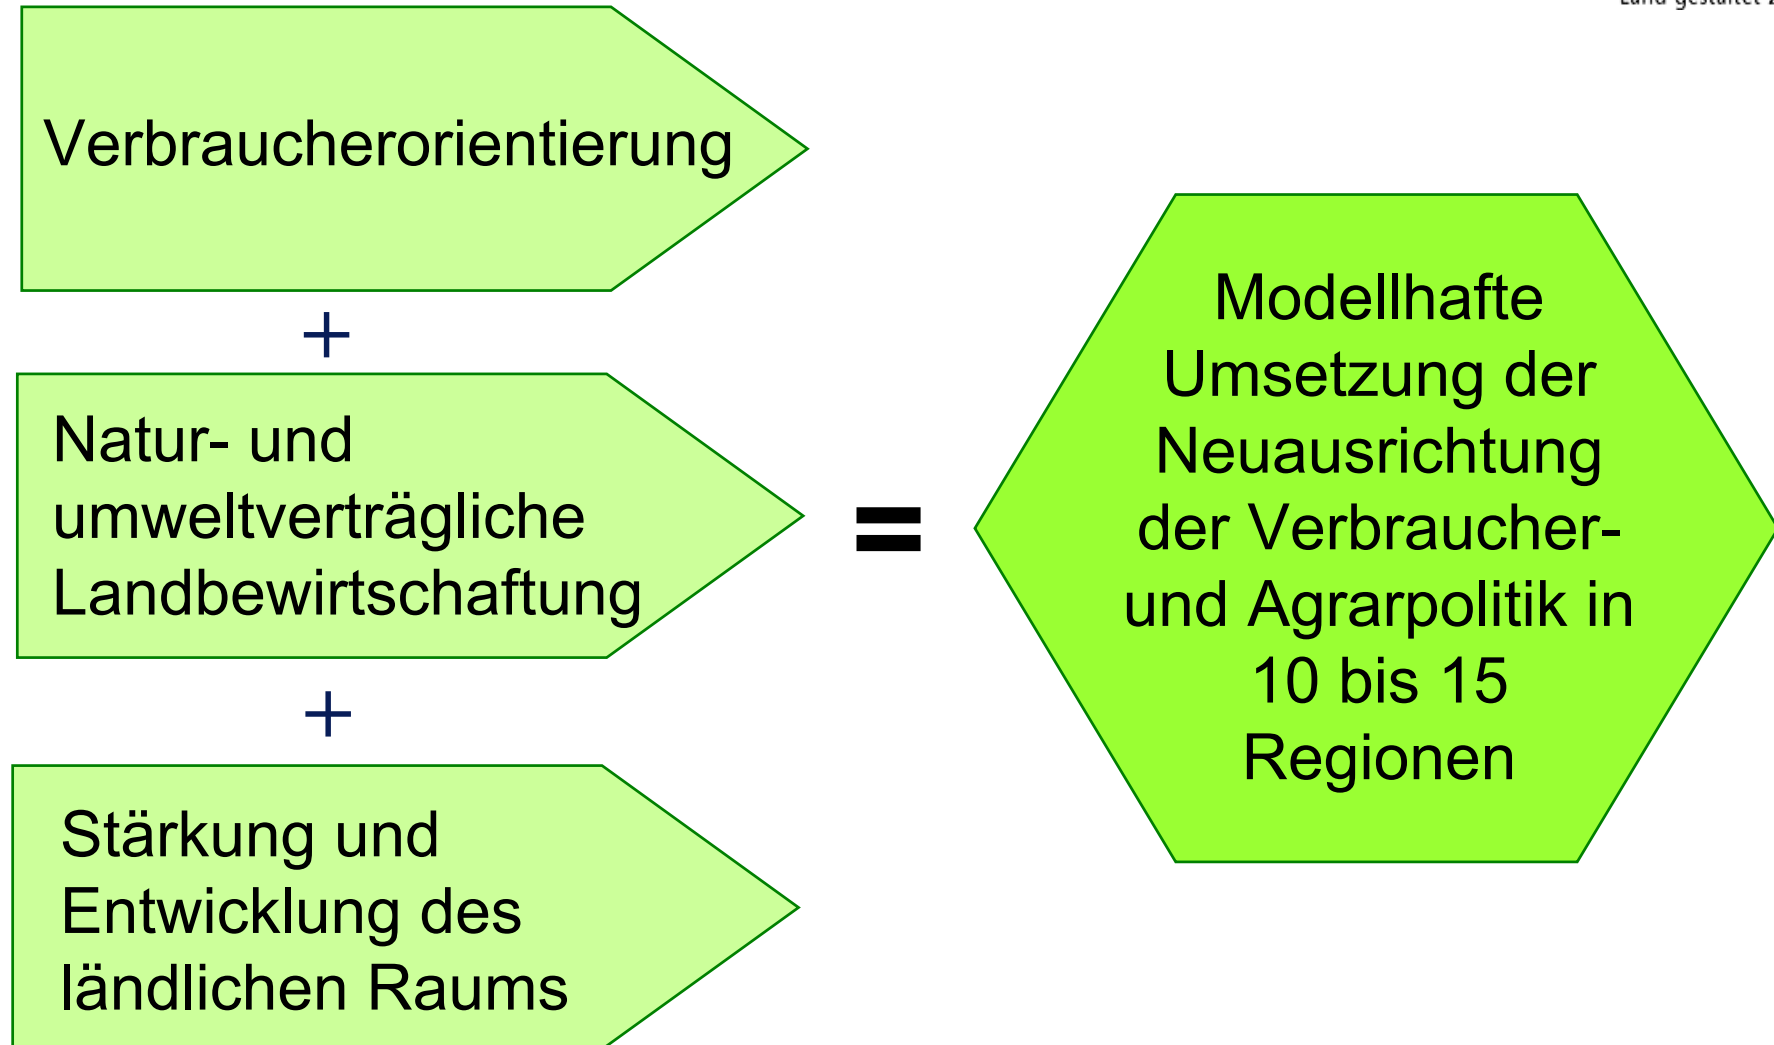 Verbraucherorientierung
+
Natur- und
umweltverträgliche
Landbewirtschaftung
+
Stärkung und
Entwicklung des
ländlichen Raums
=
Modellhafte
Umsetzung der
Neuausrichtung
der Verbraucher-
und Agrarpolitik in
10 bis 15
Regionen